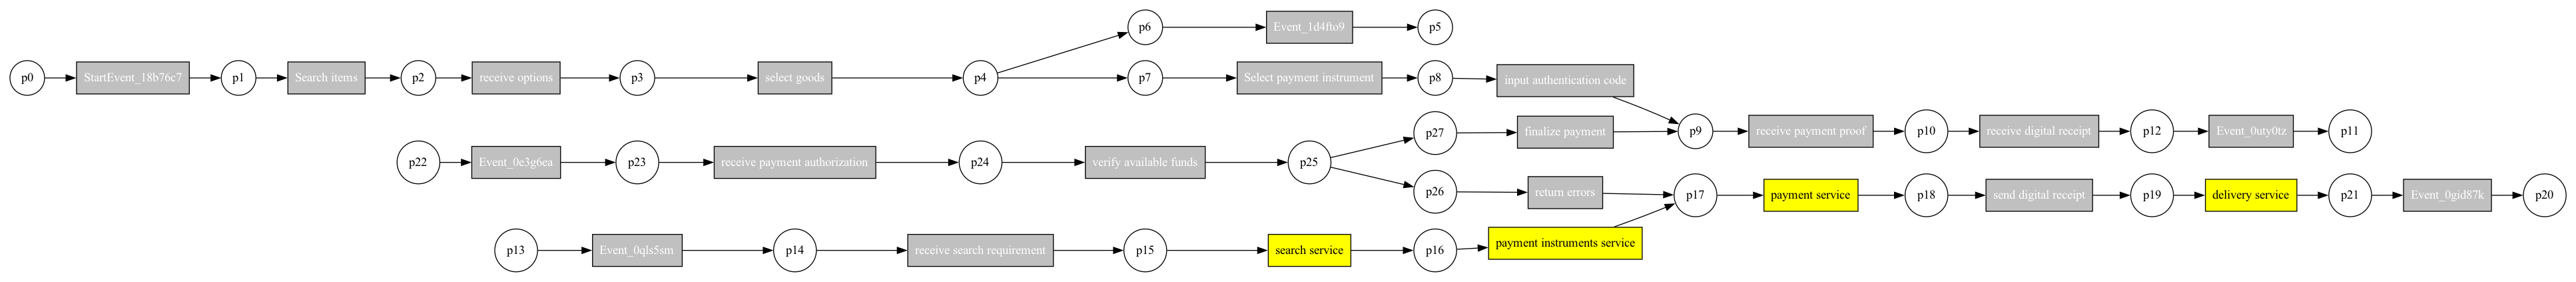 p6
Event_1d4fto9
p5
p0
StartEvent_18b76c7
p1
Search items
p2
receive options
p3
select goods
p4
p7
Select payment instrument
p8
input authentication code
p27
finalize payment
p9
receive payment proof
p10
receive digital receipt
p12
Event_0uty0tz
p11
p22
Event_0e3g6ea
p23
receive payment authorization
p24
verify available funds
p25
p26
return errors
p17
payment service
p18
send digital receipt
p19
delivery service
p21
Event_0gid87k
p20
p13
Event_0qls5sm
p14
receive search requirement
p15
search service
p16
payment instruments service